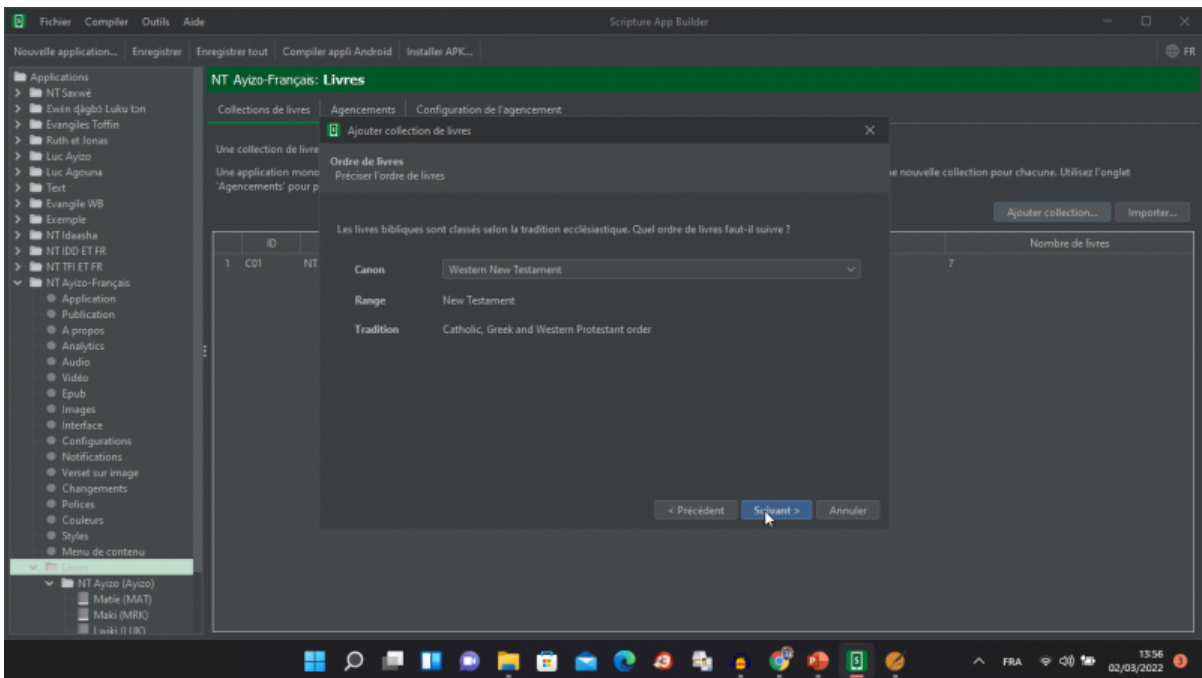 Fichier Compiler Outils Aide
Scripture App Builder
Nouvelle application... Enregistrer Enregistrer tout Compiler appli Android Installer APK... FR
Applications
NT Saxwè
Ewɛ́n ɖagbǒ Luku tɔn
Evangiles Toffin
Ruth et Jonas
Luc Ayizo
Luc Agouna
Text
Evangile WB
Exemple
NT Idaasha
NT IDD ET FR
NT TFI ET FR
NT Ayizo-Français
Application
Publication
A propos
Analytics
Audio
Vidéo
Epub
Images
Interface
Configurations
Notifications
Verset sur image
Changements
Polices
Couleurs
Styles
Menu de contenu
Livres
NT Ayizo (Ayizo)
Matie (MAT)
Maki (MRK)
Lwiki (LUK)
NT Ayizo-Français: Livres
Collections de livres Agencements Configuration de l'agencement
Une collection de livre
Une application mono
'Agencements' pour p
ne nouvelle collection pour chacune. Utilisez l'onglet
Ajouter collection... Importer...
ID Nombre de livres
1 C01 NT 7
Ajouter collection de livres
Ordre de livres
Préciser l'ordre de livres
Les livres bibliques sont classés selon la tradition ecclésiastique. Quel ordre de livres faut-il suivre ?
Canon Western New Testament
Range New Testament
Tradition Catholic, Greek and Western Protestant order
< Précédent Suivant > Annuler
FRA
13:56
02/03/2022
3